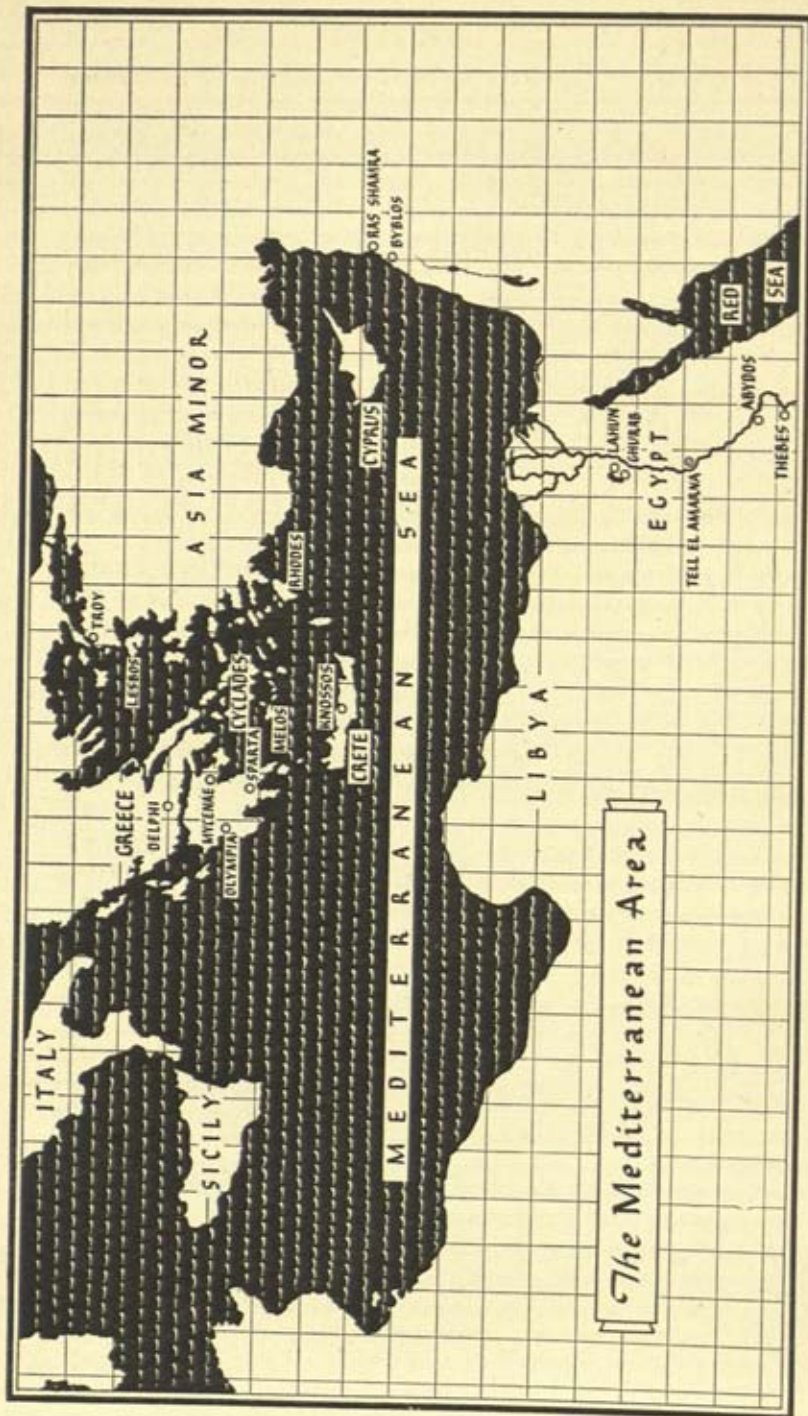 ITALY
SICILY
GREECE
DELPHI
MYCENAE
OLYMPIA
SPARTA
CYCLADES
MELOS
LESBOS
TROY
KNOSSOS
CRETE
RHODES
ASIA MINOR
CYPRUS
RAS SHAMRA
BYBLOS
MEDITERRANEAN SEA
LIBYA
EGYPT
LAHUN
GHURAB
TELL EL AMARNA
ABYDOS
THEBES
RED
SEA
The Mediterranean Area